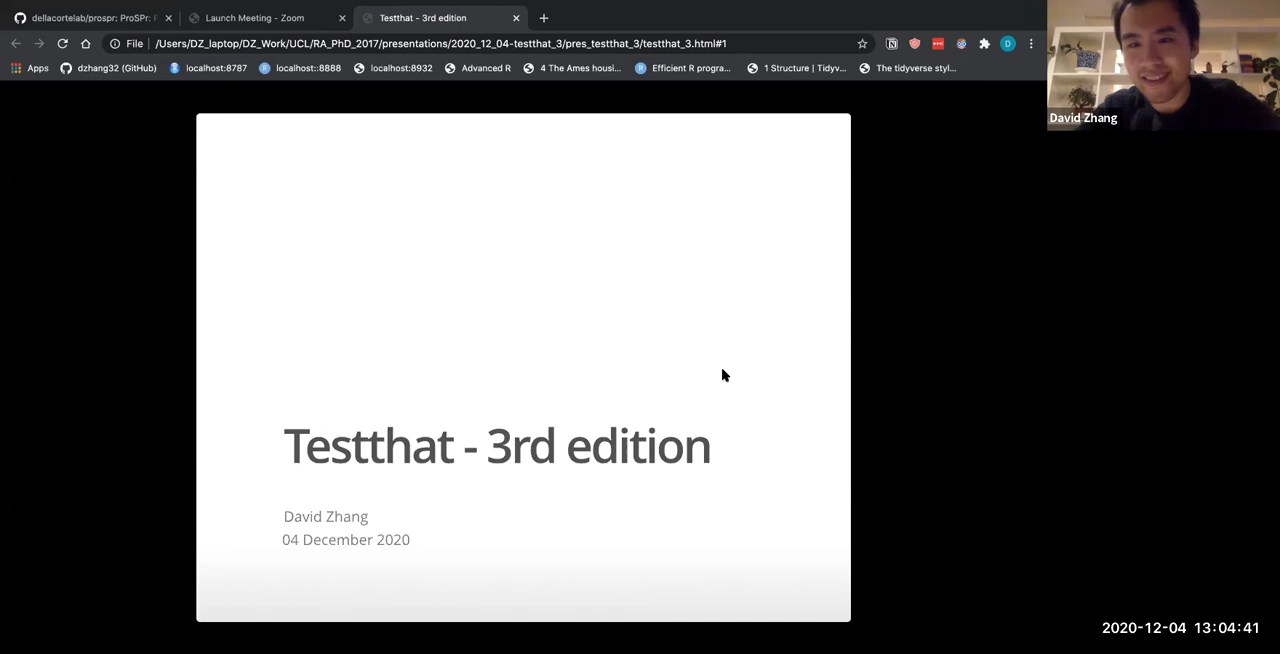 dellacortelab/prospr: ProSPr:
Launch Meeting - Zoom
Testthat - 3rd edition
File
/Users/DZ_laptop/DZ_Work/UCL/RA_PhD_2017/presentations/2020_12_04-testthat_3/pres_testthat_3/testthat_3.html#1
D
Apps
dzhang32 (GitHub)
localhost:8787
localhost::8888
localhost:8932
Advanced R
4 The Ames housi...
Efficient R progra...
1 Structure | Tidyv...
The tidyverse styl...
David Zhang
Testthat - 3rd edition
David Zhang
04 December 2020
2020-12-04 13:04:41